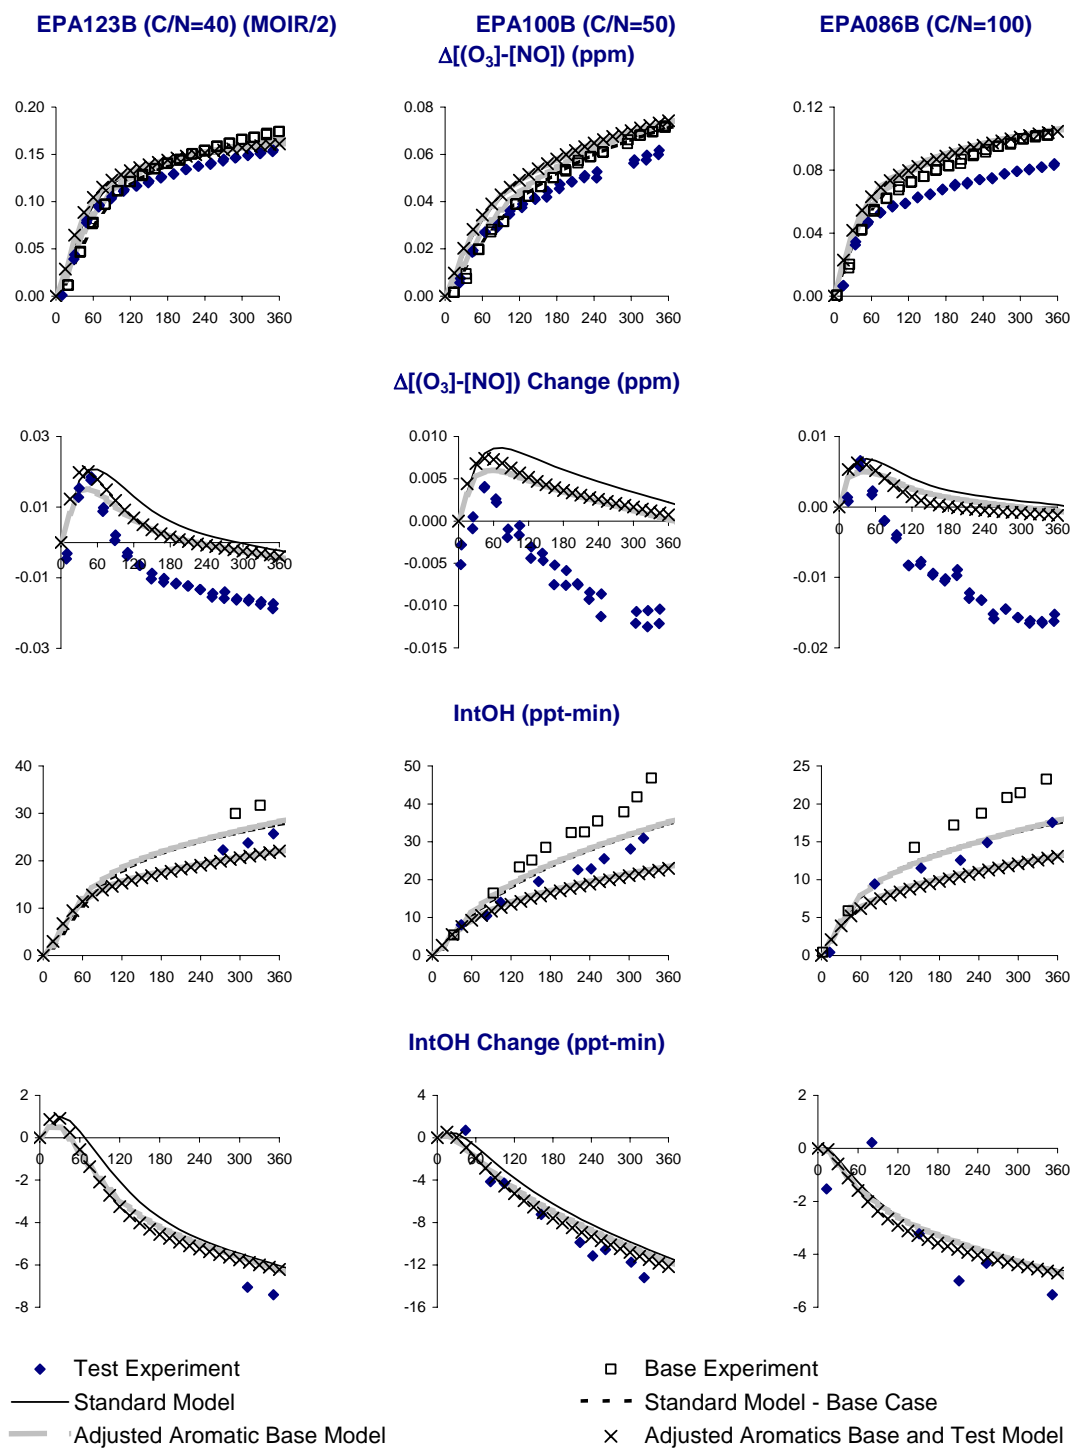 EPA123B (C/N=40) (MOIR/2) EPA100B (C/N=50) EPA086B (C/N=100)
Δ[(O3]-[NO]) (ppm)
0.20 0.08 0.12
0.15 0.06
0.08
0.10 0.04
0.04
0.05 0.02
0.00 0.00 0.00
0 60 120 180 240 300 360 0 60 120 180 240 300 360 0 60 120 180 240 300 360
Δ[(O3]-[NO]) Change (ppm)
0.03 0.010 0.01
0.005
0.01 0.00
0.000
0 60 120 180 240 300 360 0 60 120 180 240 300 360 0 60 120 180 240 300 360
-0.005
-0.01 -0.01
-0.010
-0.03 -0.015 -0.02
IntOH (ppt-min)
40 50 25
40 20
30
30 15
20
20 10
10
10 5
0 0 0
0 60 120 180 240 300 360 0 60 120 180 240 300 360 0 60 120 180 240 300 360
IntOH Change (ppt-min)
2 4 2
0 0 0
0 60 120 180 240 300 360 0 60 120 180 240 300 360 0 60 120 180 240 300 360
-2 -4 -2
-4 -8
-4
-6 -12
-8 -16 -6
Test Experiment Base Experiment
Standard Model Standard Model - Base Case
Adjusted Aromatic Base Model Adjusted Aromatics Base and Test Model